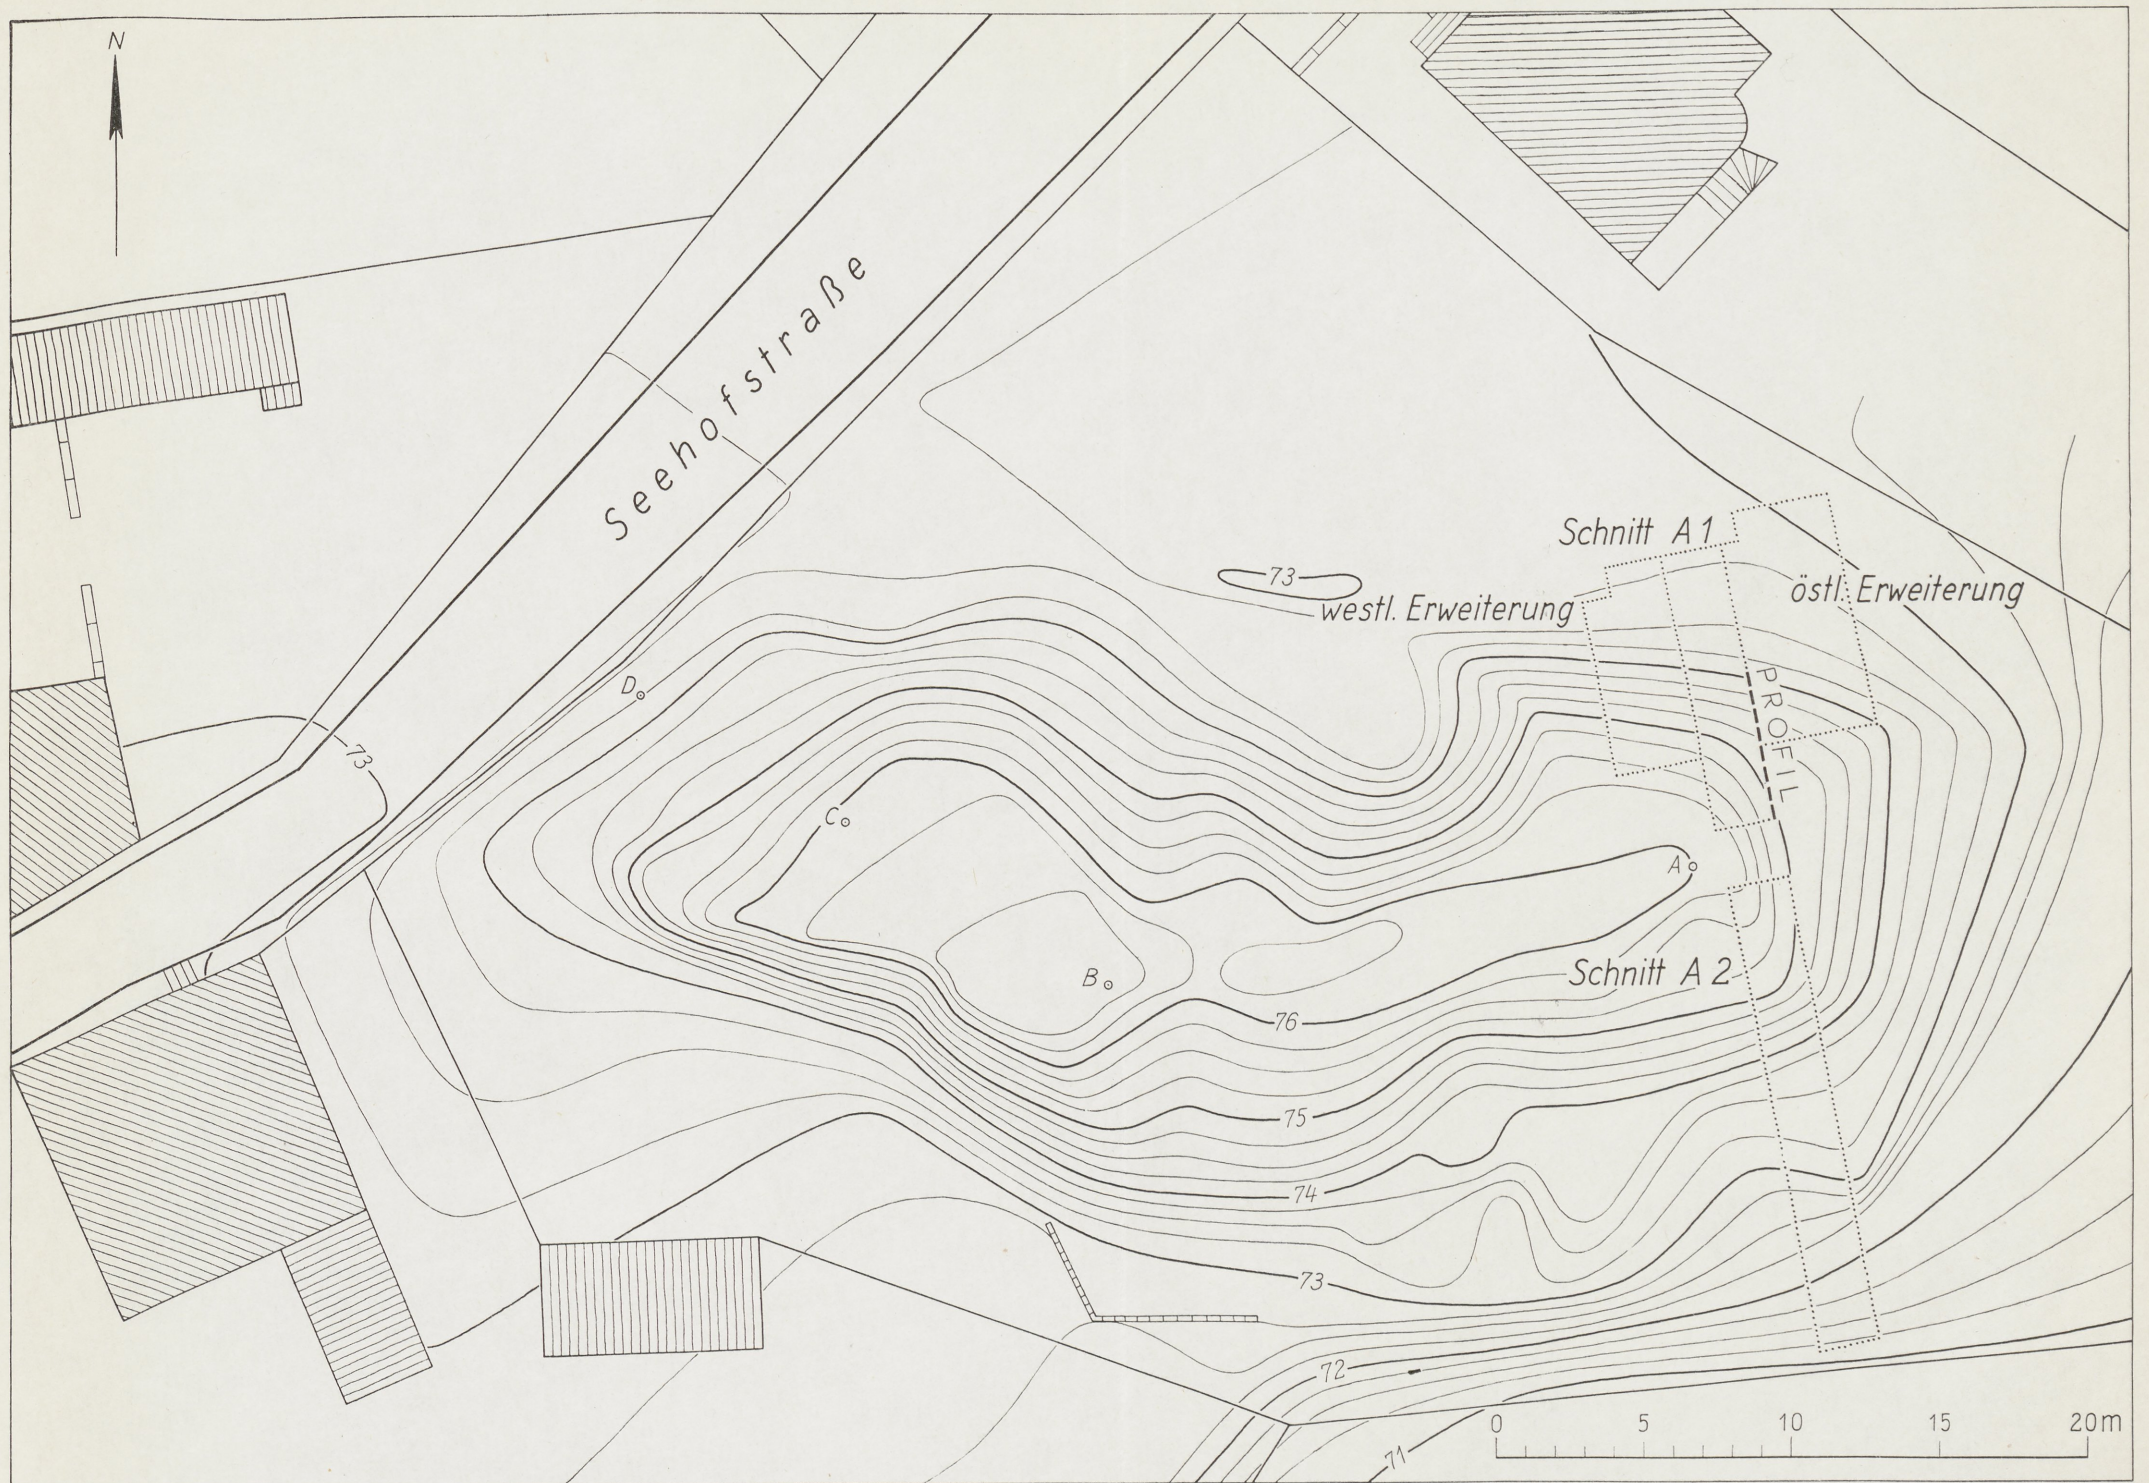 N
Seehofstraße
Schnitt A1
73
westl. Erweiterung
östl. Erweiterung
PROFIL
D
73
C
A
B
Schnitt A2
76
75
74
73
72
71
0 5 10 15 20m